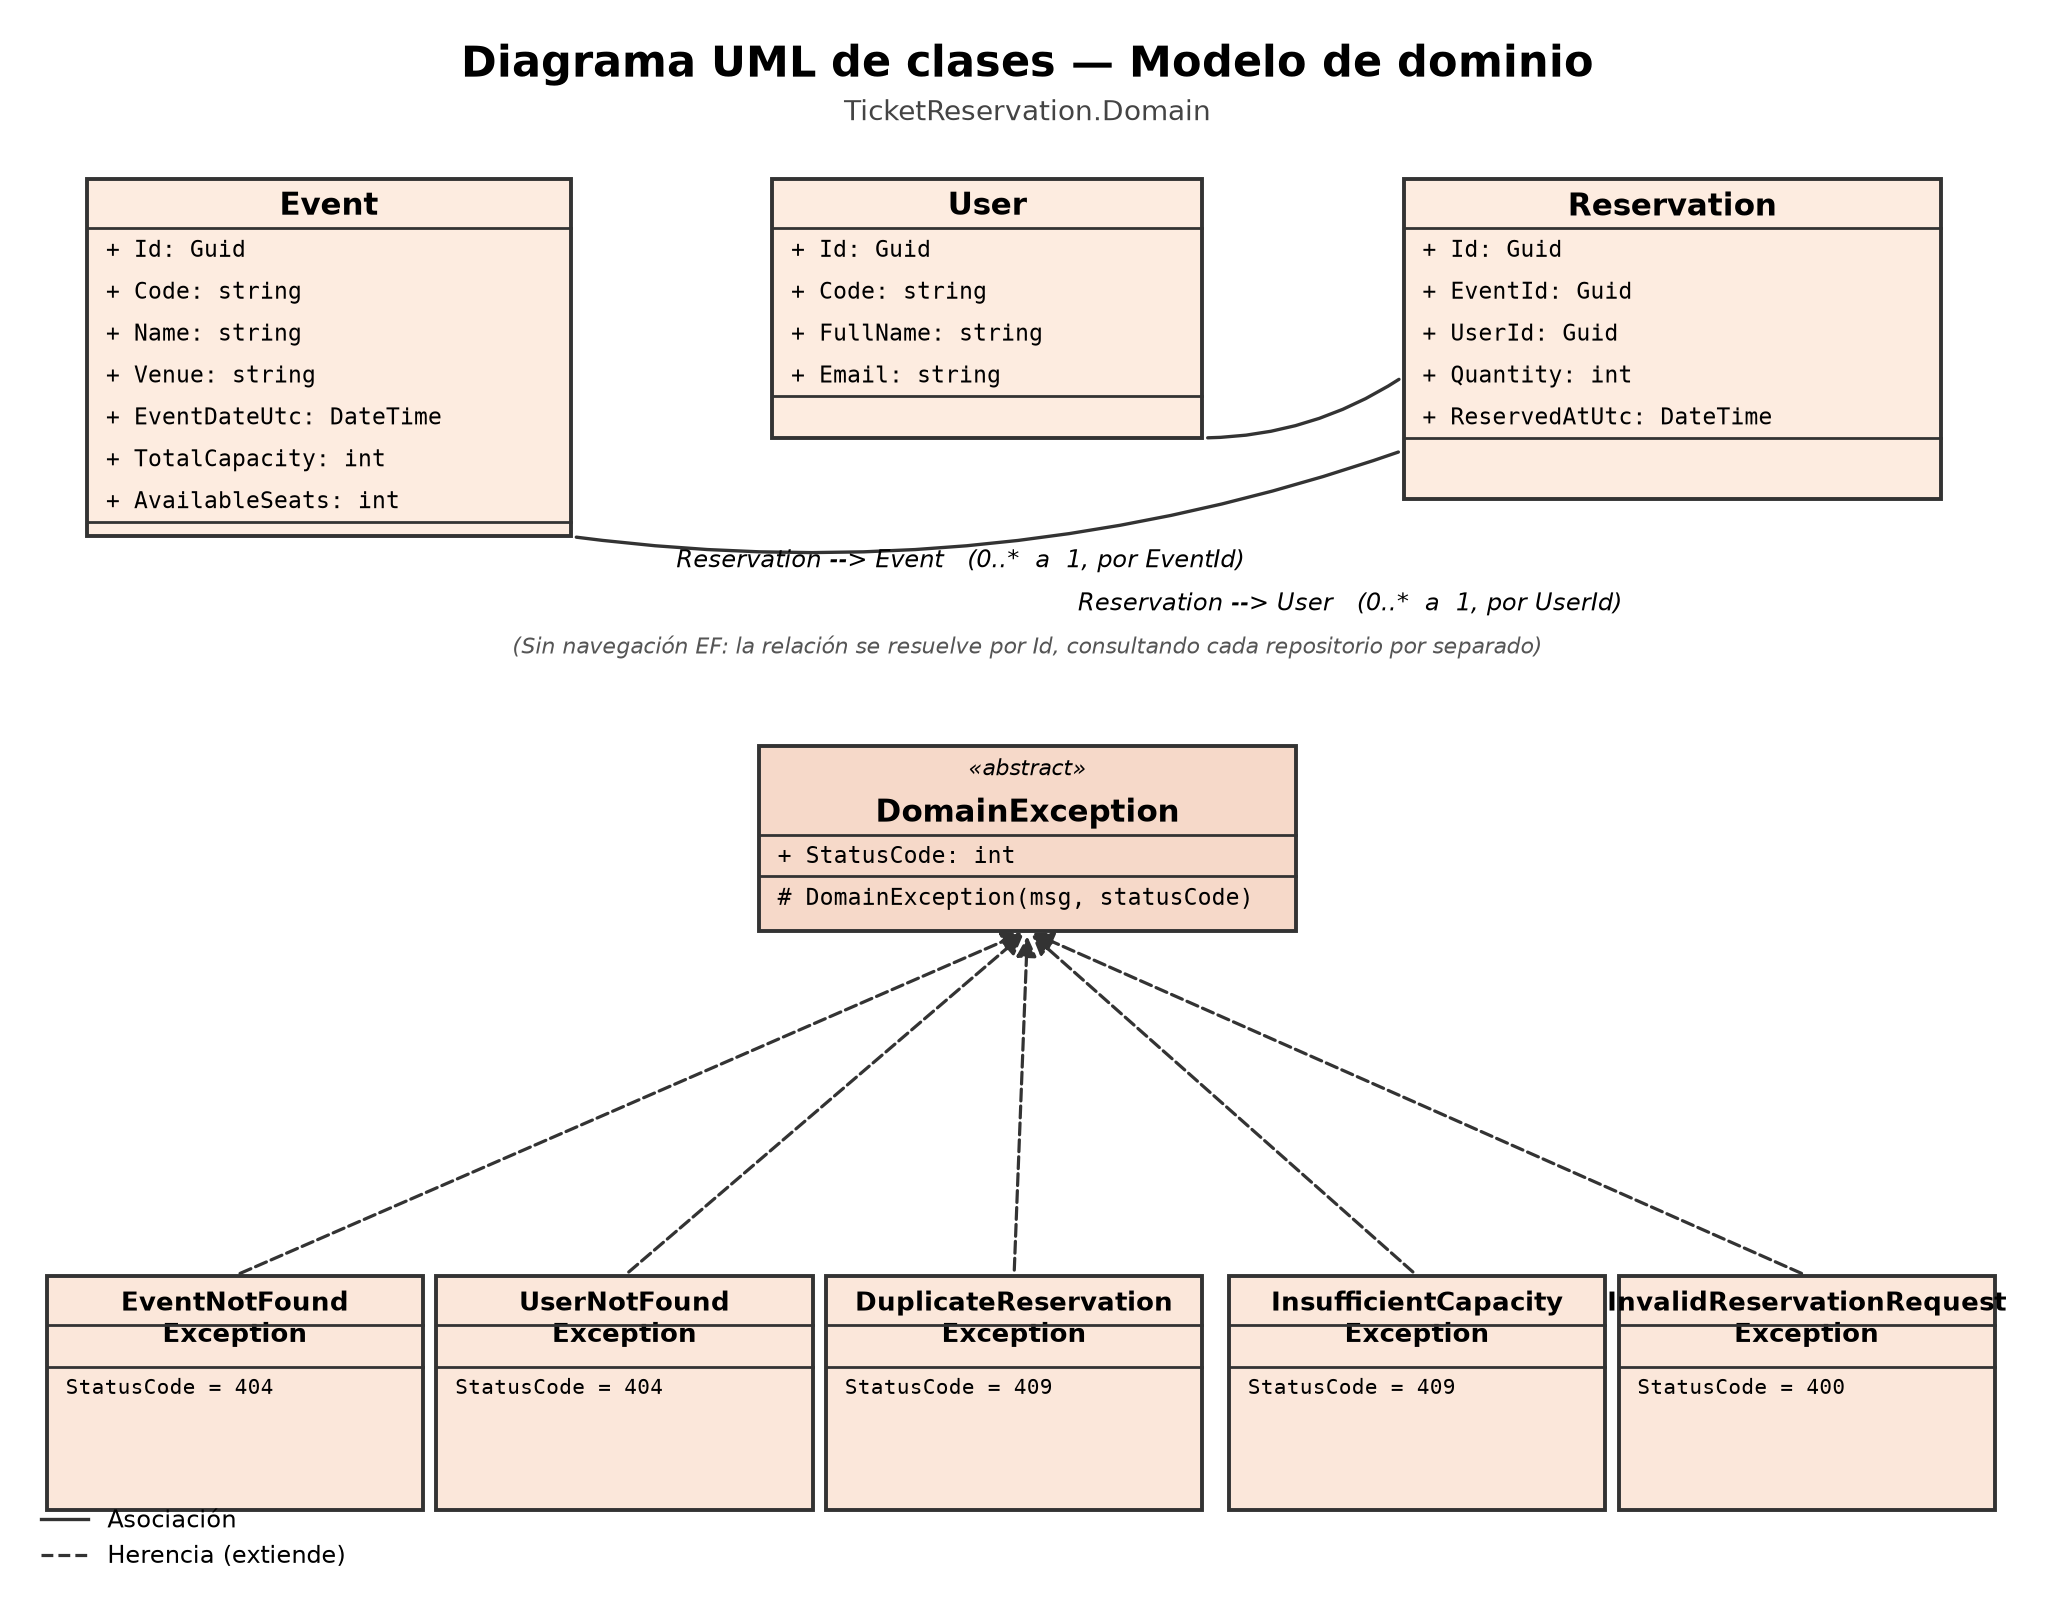 Diagrama UML de clases — Modelo de dominio
TicketReservation.Domain
Event
+ Id: Guid
+ Code: string
+ Name: string
+ Venue: string
+ EventDateUtc: DateTime
+ TotalCapacity: int
+ AvailableSeats: int
User
+ Id: Guid
+ Code: string
+ FullName: string
+ Email: string
Reservation
+ Id: Guid
+ EventId: Guid
+ UserId: Guid
+ Quantity: int
+ ReservedAtUtc: DateTime
Reservation --> Event (0..* a 1, por EventId)
Reservation --> User (0..* a 1, por UserId)
(Sin navegación EF: la relación se resuelve por Id, consultando cada repositorio por separado)
«abstract»
DomainException
+ StatusCode: int
# DomainException(msg, statusCode)
EventNotFound
Exception
StatusCode = 404
UserNotFound
Exception
StatusCode = 404
DuplicateReservation
Exception
StatusCode = 409
InsufficientCapacity
Exception
StatusCode = 409
InvalidReservationRequest
Exception
StatusCode = 400
Asociación
Herencia (extiende)